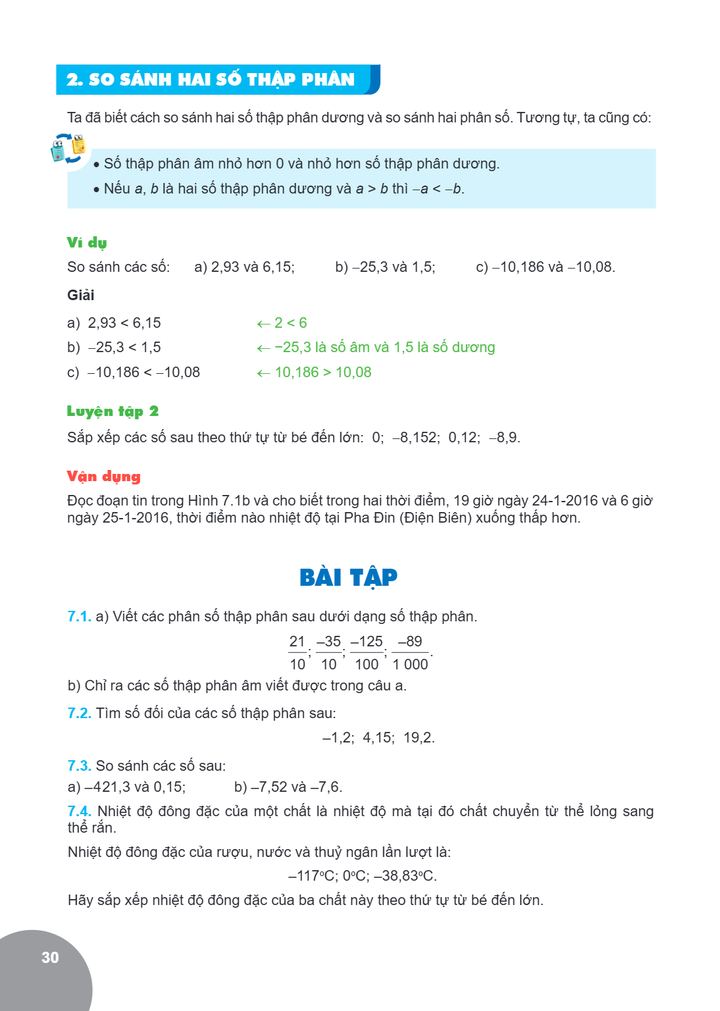 2. SO SÁNH HAI SỐ THẬP PHÂN
Ta đã biết cách so sánh hai số thập phân dương và so sánh hai phân số. Tương tự, ta cũng có:
• Số thập phân âm nhỏ hơn 0 và nhỏ hơn số thập phân dương.
• Nếu a, b là hai số thập phân dương và a > b thì –a < –b.
Ví dụ
So sánh các số: a) 2,93 và 6,15; b) –25,3 và 1,5; c) –10,186 và –10,08.
Giải
a) 2,93 < 6,15 ← 2 < 6
b) –25,3 < 1,5 ← –25,3 là số âm và 1,5 là số dương
c) –10,186 < –10,08 ← 10,186 > 10,08
Luyện tập 2
Sắp xếp các số sau theo thứ tự từ bé đến lớn: 0; –8,152; 0,12; –8,9.
Vận dụng
Đọc đoạn tin trong Hình 7.1b và cho biết trong hai thời điểm, 19 giờ ngày 24-1-2016 và 6 giờ
ngày 25-1-2016, thời điểm nào nhiệt độ tại Pha Đin (Điện Biên) xuống thấp hơn.
BÀI TẬP
7.1. a) Viết các phân số thập phân sau dưới dạng số thập phân.
21/10; –35/10; –125/100; –89/1 000.
b) Chỉ ra các số thập phân âm viết được trong câu a.
7.2. Tìm số đối của các số thập phân sau:
–1,2; 4,15; 19,2.
7.3. So sánh các số sau:
a) –421,3 và 0,15; b) –7,52 và –7,6.
7.4. Nhiệt độ đông đặc của một chất là nhiệt độ mà tại đó chất chuyển từ thể lỏng sang
thể rắn.
Nhiệt độ đông đặc của rượu, nước và thuỷ ngân lần lượt là:
–117°C; 0°C; –38,83°C.
Hãy sắp xếp nhiệt độ đông đặc của ba chất này theo thứ tự từ bé đến lớn.
30